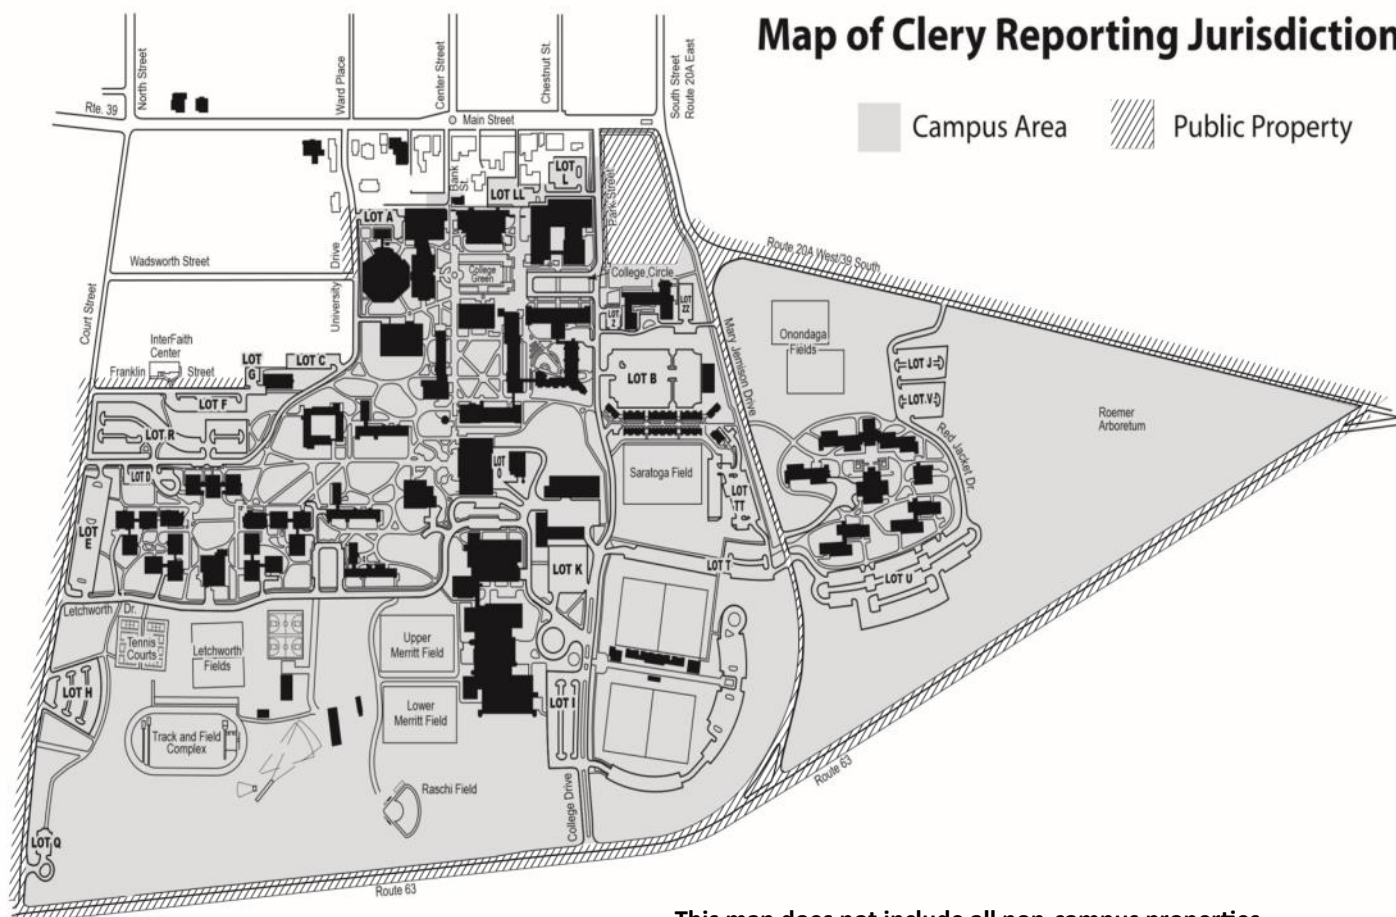 Map of Clery Reporting Jurisdiction
Campus Area
Public Property
North Street
Ward Place
Center Street
Chestnut St.
South Street
Route 20A East
Rte. 39
Main Street
Bank
St.
LOT
L
LOT LL
Park Street
LOT A
Wadsworth Street
University
Drive
College
Green
College Circle
Route 20A West/39 South
Court Street
LOT
Z
LOT
ZZ
Mary Jemison Drive
Onondaga
Fields
InterFaith
Center
Franklin
Street
LOT
G
LOT C
LOT F
LOT B
LOT J
LOT V
Roemer
Arboretum
LOT R
Red Jacket Dr.
LOT D
LOT
O
Saratoga Field
LOT
TT
LOT
E
LOT K
LOT T
LOT U
Letchworth
Dr.
Tennis
Courts
Letchworth
Fields
Upper
Merritt Field
LOT H
Lower
Merritt Field
LOT I
Track and Field
Complex
Raschi Field
College Drive
Route 63
LOT Q
Route 63
This map does not include all non-campus properties